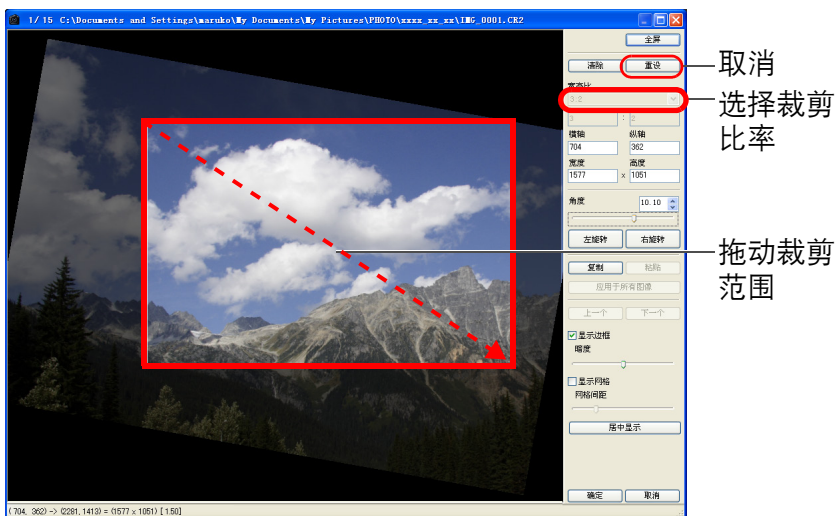 1/ 15 C:\Documents and Settings\maruko\My Documents\My Pictures\PHOTO\xxxx_xx_xx\IMG_0001.CR2
全屏
清除 重设
取消
宽高比
3:2
选择裁剪
比率
3 : 2
横轴 纵轴
704 362
宽度 高度
1577 x 1051
角度 10.10
左旋转 右旋转
拖动裁剪
范围
复制 粘贴
应用于所有图像
上一个 下一个
显示边框
暗度
显示网格
网格间距
居中显示
确定 取消
( 704, 362) -> (2281, 1413) = (1577 x 1051) [ 1.50]